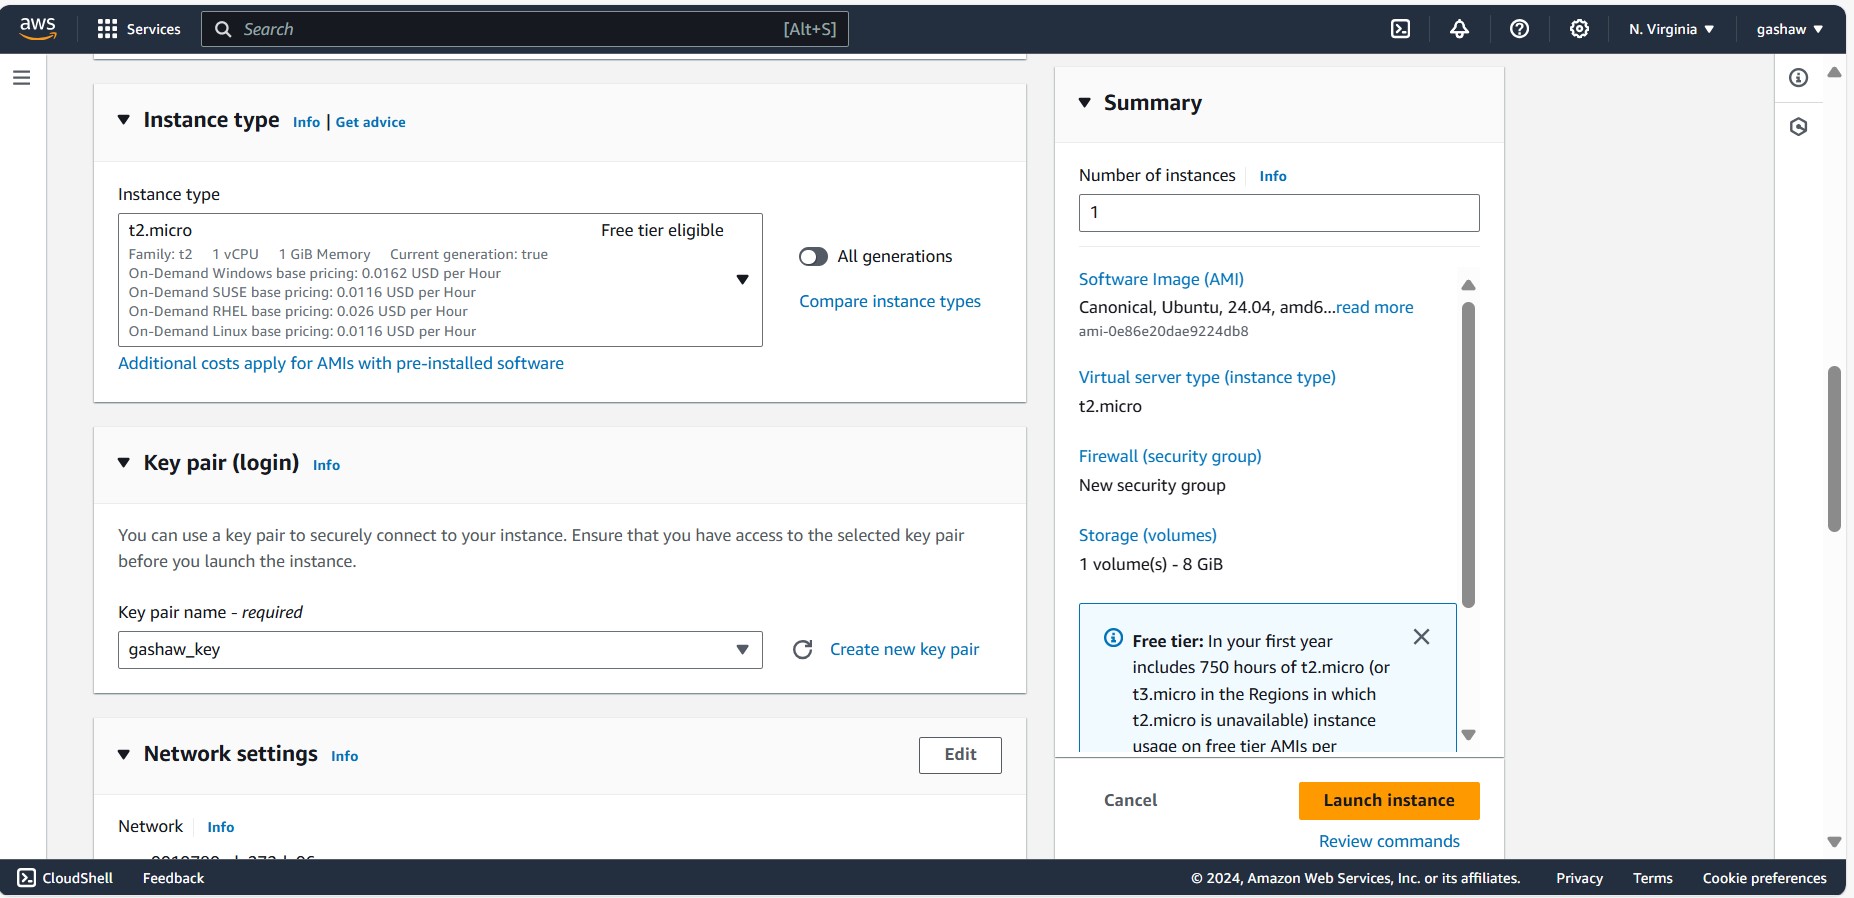 aws
Services
Search [Alt+S]
N. Virginia
gashaw
Instance type Info | Get advice
Instance type
t2.micro Free tier eligible
Family: t2 1 vCPU 1 GiB Memory Current generation: true
On-Demand Windows base pricing: 0.0162 USD per Hour
On-Demand SUSE base pricing: 0.0116 USD per Hour
On-Demand RHEL base pricing: 0.026 USD per Hour
On-Demand Linux base pricing: 0.0116 USD per Hour
All generations
Compare instance types
Additional costs apply for AMIs with pre-installed software
Key pair (login) Info
You can use a key pair to securely connect to your instance. Ensure that you have access to the selected key pair
before you launch the instance.
Key pair name - required
gashaw_key
Create new key pair
Network settings Info
Edit
Network Info
Summary
Number of instances Info
1
Software Image (AMI)
Canonical, Ubuntu, 24.04, amd6...read more
ami-0e86e20dae9224db8
Virtual server type (instance type)
t2.micro
Firewall (security group)
New security group
Storage (volumes)
1 volume(s) - 8 GiB
Free tier: In your first year
includes 750 hours of t2.micro (or
t3.micro in the Regions in which
t2.micro is unavailable) instance
usage on free tier AMIs per
Cancel
Launch instance
Review commands
CloudShell
Feedback
© 2024, Amazon Web Services, Inc. or its affiliates.
Privacy
Terms
Cookie preferences